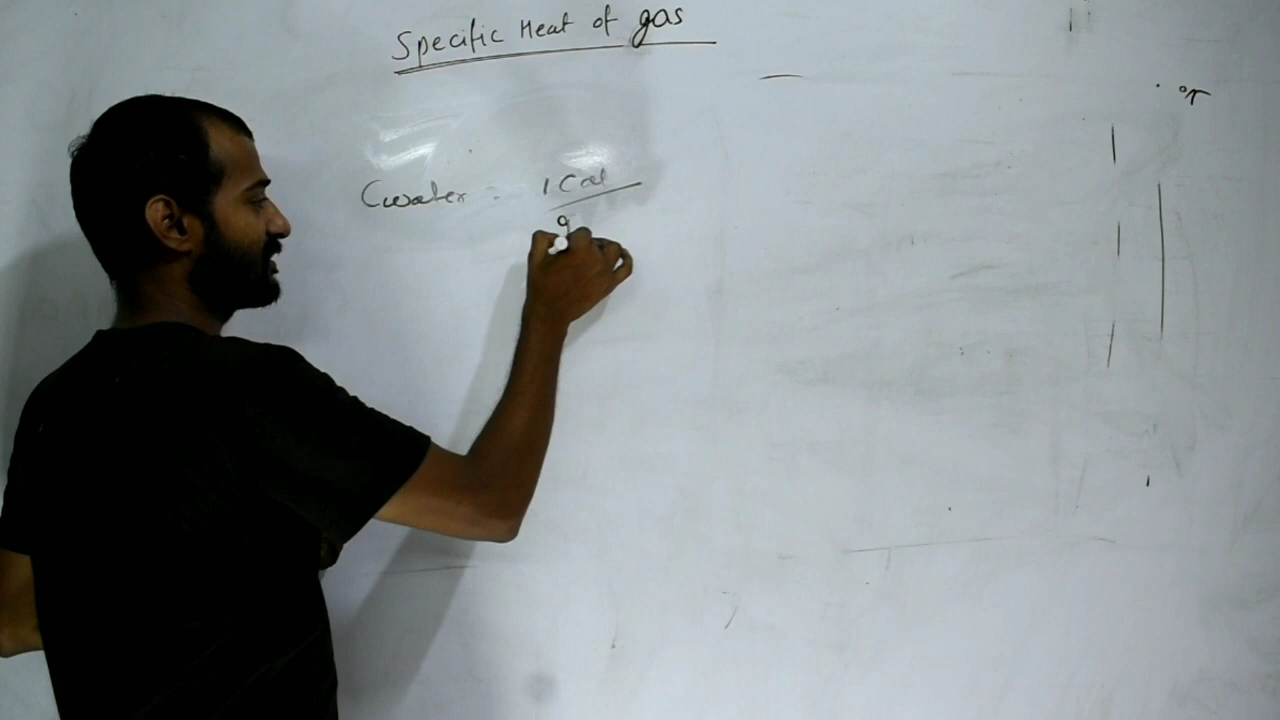 Specific Heat of gas
Cwater = 1 Cal
g